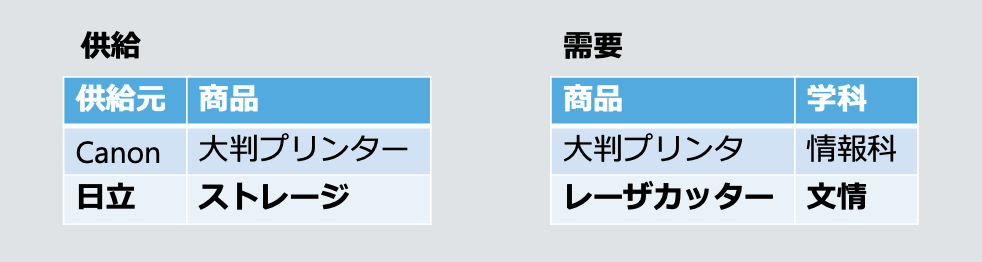 供給
供給元 商品
Canon 大判プリンター
日立 ストレージ
需要
商品 学科
大判プリンタ 情報科
レーザカッター 文情